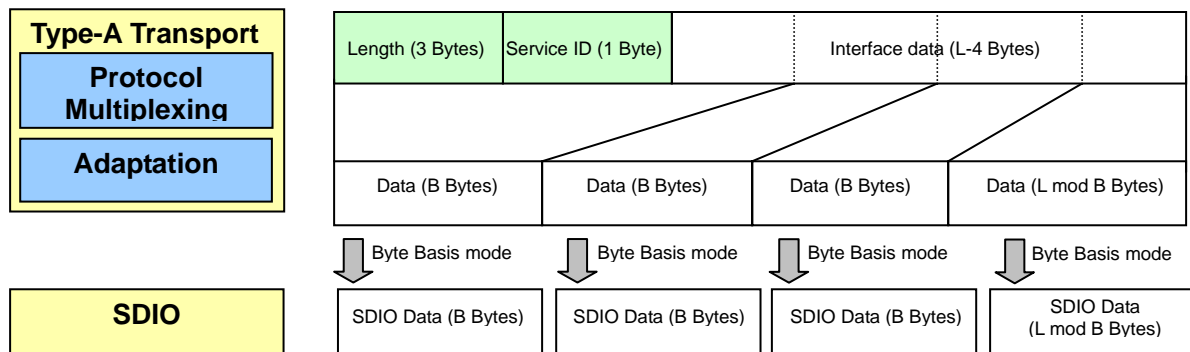 Type-A Transport
Protocol
Multiplexing
Adaptation
Length (3 Bytes) Service ID (1 Byte) Interface data (L-4 Bytes)
Data (B Bytes) Data (B Bytes) Data (B Bytes) Data (L mod B Bytes)
Byte Basis mode Byte Basis mode Byte Basis mode Byte Basis mode
SDIO
SDIO Data (B Bytes) SDIO Data (B Bytes) SDIO Data (B Bytes) SDIO Data
(L mod B Bytes)